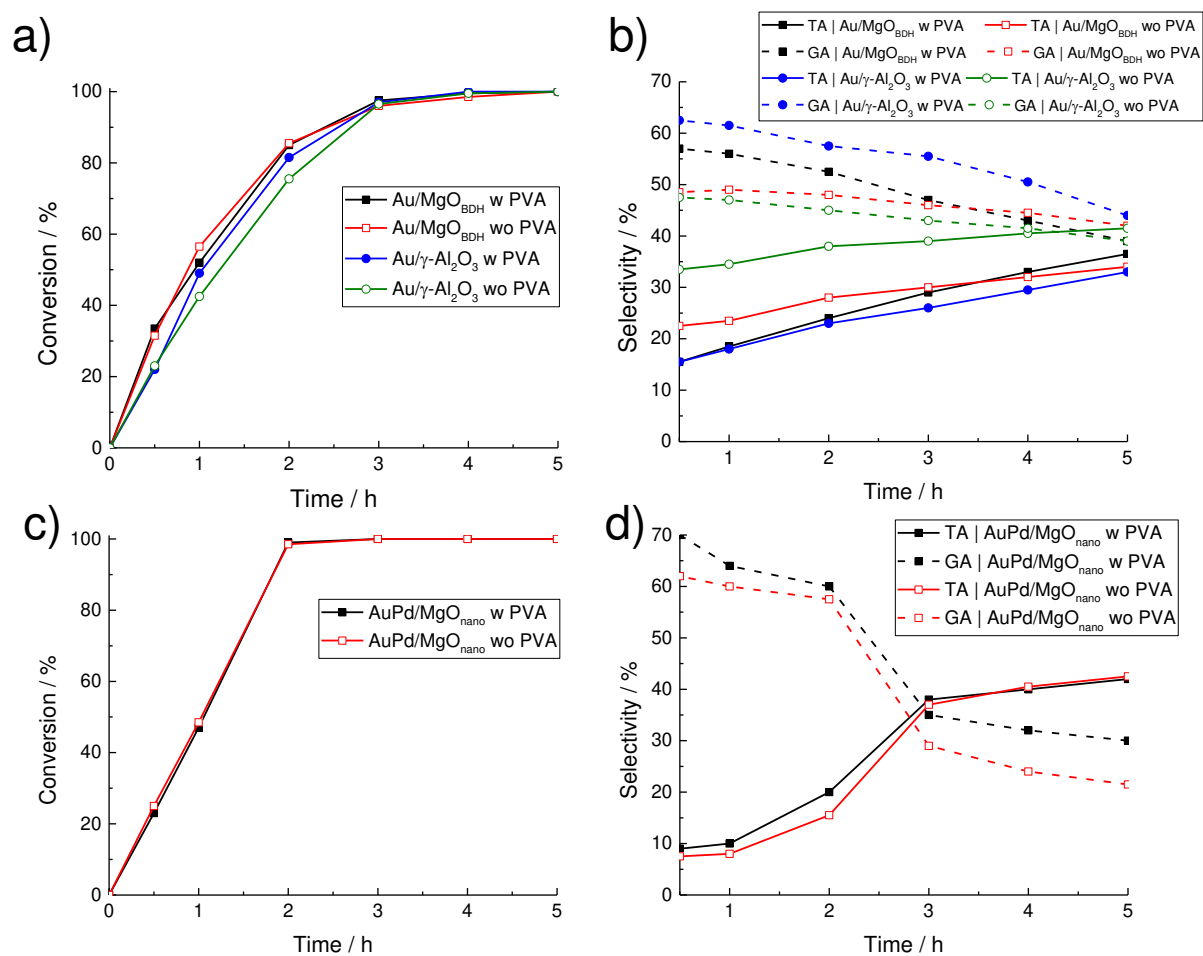 a)
Conversion / %
100
80
60
40
20
0
0 1 2 3 4 5
Time / h
Au/MgO_BDH w PVA
Au/MgO_BDH wo PVA
Au/γ-Al₂O₃ w PVA
Au/γ-Al₂O₃ wo PVA
b)
TA | Au/MgO_BDH w PVA TA | Au/MgO_BDH wo PVA
GA | Au/MgO_BDH w PVA GA | Au/MgO_BDH wo PVA
TA | Au/γ-Al₂O₃ w PVA TA | Au/γ-Al₂O₃ wo PVA
GA | Au/γ-Al₂O₃ w PVA GA | Au/γ-Al₂O₃ wo PVA
Selectivity / %
70
60
50
40
30
20
10
0
1 2 3 4 5
Time / h
c)
Conversion / %
100
80
60
40
20
0
0 1 2 3 4 5
Time / h
AuPd/MgO_nano w PVA
AuPd/MgO_nano wo PVA
d)
TA | AuPd/MgO_nano w PVA
GA | AuPd/MgO_nano w PVA
TA | AuPd/MgO_nano wo PVA
GA | AuPd/MgO_nano wo PVA
Selectivity / %
70
60
50
40
30
20
10
0
1 2 3 4 5
Time / h